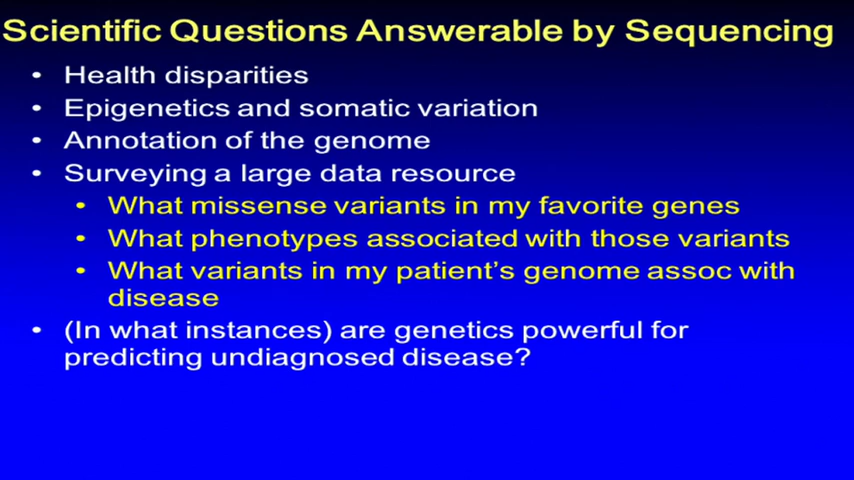 Scientific Questions Answerable by Sequencing
• Health disparities
• Epigenetics and somatic variation
• Annotation of the genome
• Surveying a large data resource
• What missense variants in my favorite genes
• What phenotypes associated with those variants
• What variants in my patient's genome assoc with
disease
• (In what instances) are genetics powerful for
predicting undiagnosed disease?